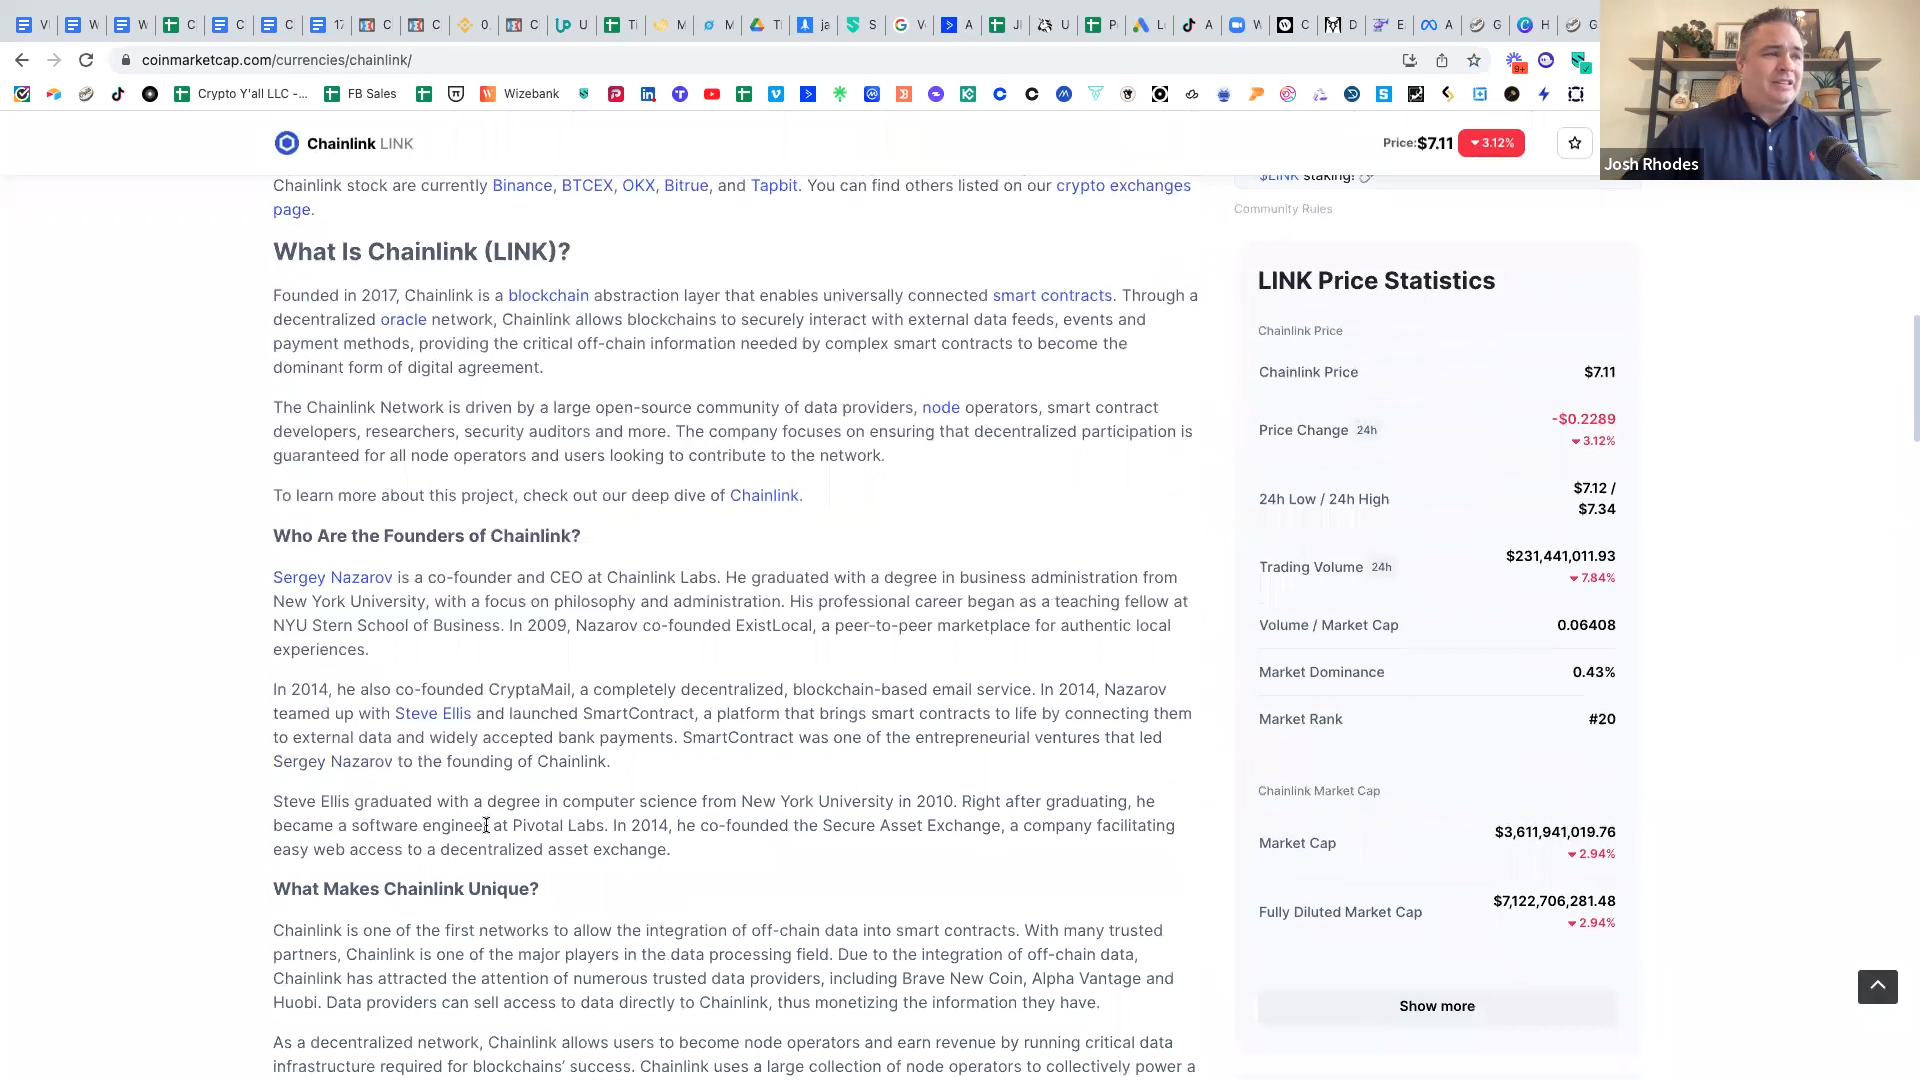 coinmarketcap.com/currencies/chainlink/
Crypto Y'all LLC -...
FB Sales
Wizebank
Josh Rhodes
Chainlink LINK
Price:$7.11
3.12%
Chainlink stock are currently Binance, BTCEX, OKX, Bitrue, and Tapbit. You can find others listed on our crypto exchanges
page.
What Is Chainlink (LINK)?
Founded in 2017, Chainlink is a blockchain abstraction layer that enables universally connected smart contracts. Through a
decentralized oracle network, Chainlink allows blockchains to securely interact with external data feeds, events and
payment methods, providing the critical off-chain information needed by complex smart contracts to become the
dominant form of digital agreement.
The Chainlink Network is driven by a large open-source community of data providers, node operators, smart contract
developers, researchers, security auditors and more. The company focuses on ensuring that decentralized participation is
guaranteed for all node operators and users looking to contribute to the network.
To learn more about this project, check out our deep dive of Chainlink.
Who Are the Founders of Chainlink?
Sergey Nazarov is a co-founder and CEO at Chainlink Labs. He graduated with a degree in business administration from
New York University, with a focus on philosophy and administration. His professional career began as a teaching fellow at
NYU Stern School of Business. In 2009, Nazarov co-founded ExistLocal, a peer-to-peer marketplace for authentic local
experiences.
In 2014, he also co-founded CryptaMail, a completely decentralized, blockchain-based email service. In 2014, Nazarov
teamed up with Steve Ellis and launched SmartContract, a platform that brings smart contracts to life by connecting them
to external data and widely accepted bank payments. SmartContract was one of the entrepreneurial ventures that led
Sergey Nazarov to the founding of Chainlink.
Steve Ellis graduated with a degree in computer science from New York University in 2010. Right after graduating, he
became a software engineer at Pivotal Labs. In 2014, he co-founded the Secure Asset Exchange, a company facilitating
easy web access to a decentralized asset exchange.
What Makes Chainlink Unique?
Chainlink is one of the first networks to allow the integration of off-chain data into smart contracts. With many trusted
partners, Chainlink is one of the major players in the data processing field. Due to the integration of off-chain data,
Chainlink has attracted the attention of numerous trusted data providers, including Brave New Coin, Alpha Vantage and
Huobi. Data providers can sell access to data directly to Chainlink, thus monetizing the information they have.
As a decentralized network, Chainlink allows users to become node operators and earn revenue by running critical data
infrastructure required for blockchains' success. Chainlink uses a large collection of node operators to collectively power a
$LINK staking!
Community Rules
LINK Price Statistics
Chainlink Price
Chainlink Price $7.11
Price Change 24h -$0.2289
3.12%
24h Low / 24h High $7.12 /
$7.34
Trading Volume 24h $231,441,011.93
7.84%
Volume / Market Cap 0.06408
Market Dominance 0.43%
Market Rank #20
Chainlink Market Cap
Market Cap $3,611,941,019.76
2.94%
Fully Diluted Market Cap $7,122,706,281.48
2.94%
Show more